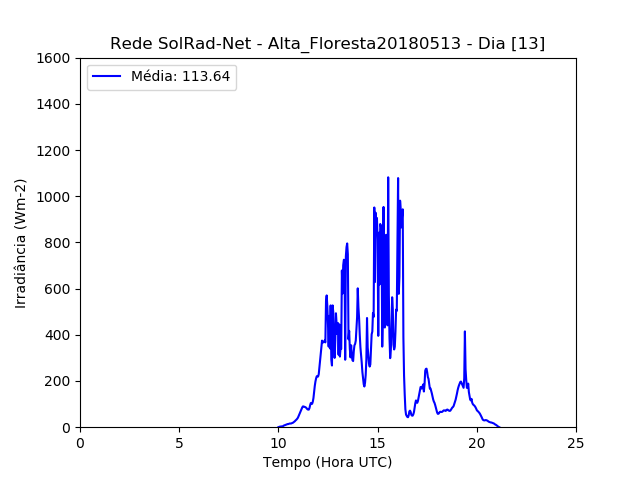 Rede SolRad-Net - Alta_Floresta20180513 - Dia [13]
Média: 113.64
Irradiância (Wm-2)
1600
1400
1200
1000
800
600
400
200
0
0 5 10 15 20 25
Tempo (Hora UTC)